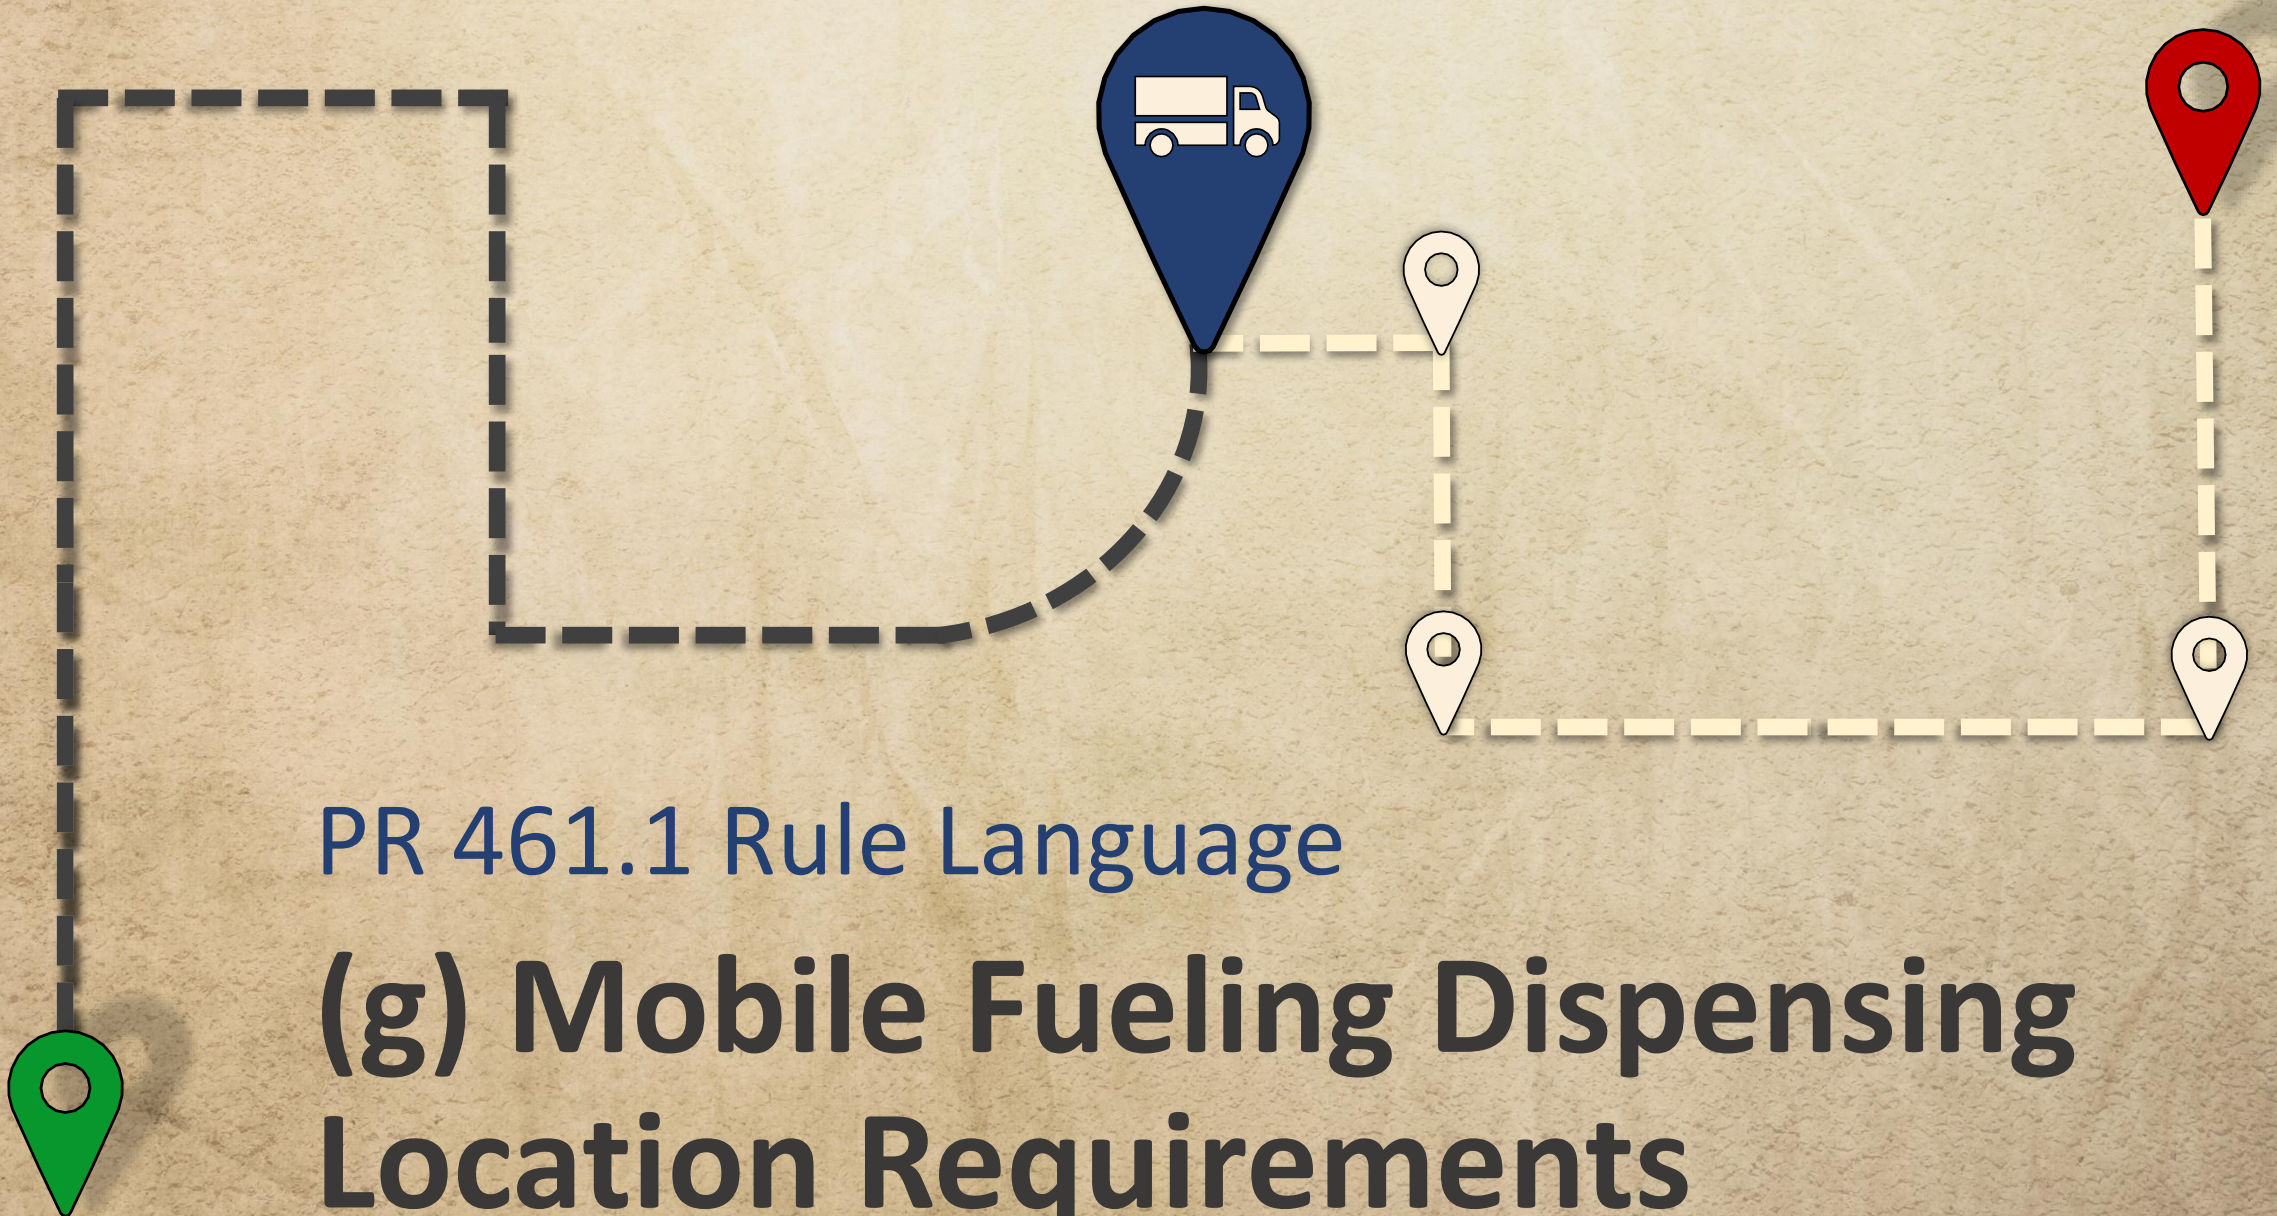 PR 461.1 Rule Language
(g) Mobile Fueling Dispensing
Location Requirements